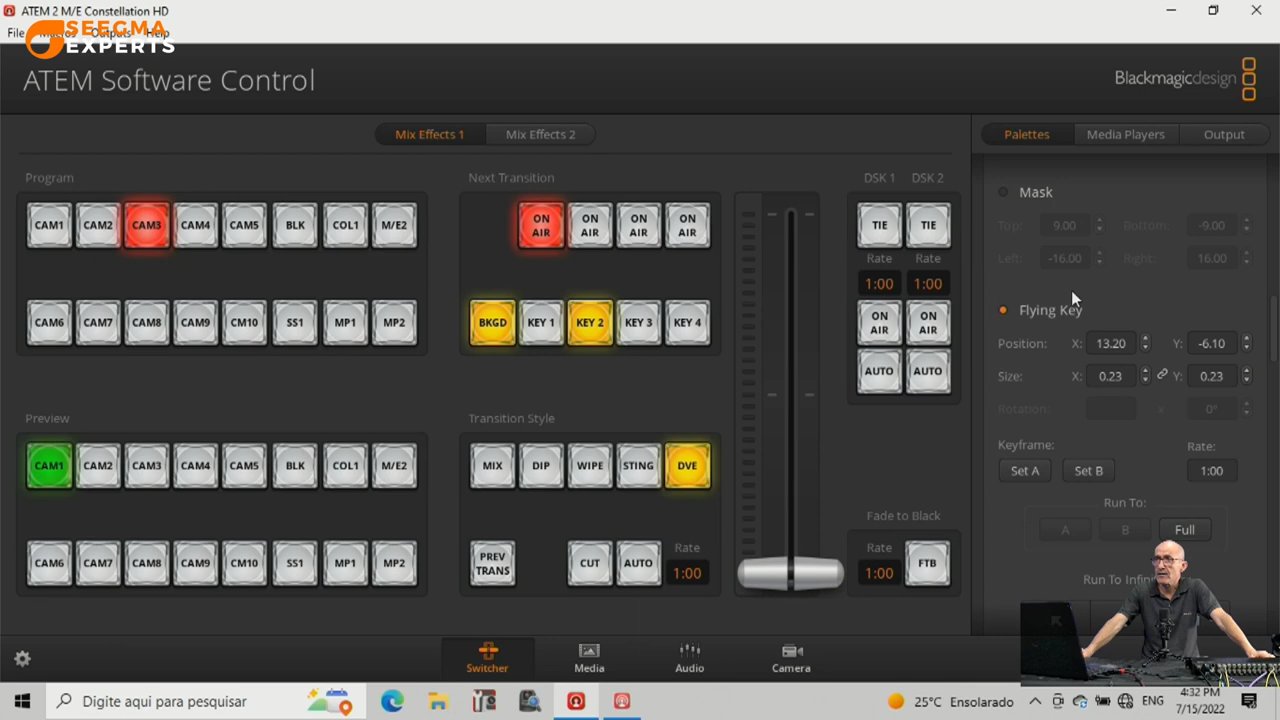 ATEM 2 M/E Constellation HD
File Macros Outputs Help
SEEGMA
EXPERTS
ATEM Software Control
Blackmagicdesign
Mix Effects 1 Mix Effects 2
Palettes Media Players Output
Program
CAM1 CAM2 CAM3 CAM4 CAM5 BLK COL1 M/E2
CAM6 CAM7 CAM8 CAM9 CM10 SS1 MP1 MP2
Next Transition
ON AIR ON AIR ON AIR ON AIR
BKGD KEY 1 KEY 2 KEY 3 KEY 4
DSK 1 DSK 2
TIE TIE
Rate Rate
1:00 1:00
ON AIR ON AIR
AUTO AUTO
Mask
Top: 9.00 Bottom: -9.00
Left: -16.00 Right: 16.00
Flying Key
Position: X: 13.20 Y: -6.10
Size: X: 0.23 Y: 0.23
Rotation: x 0°
Keyframe: Rate:
Set A Set B 1:00
Run To:
A B Full
Preview
CAM1 CAM2 CAM3 CAM4 CAM5 BLK COL1 M/E2
CAM6 CAM7 CAM8 CAM9 CM10 SS1 MP1 MP2
Transition Style
MIX DIP WIPE STING DVE
PREV TRANS CUT AUTO Rate 1:00
Fade to Black
Rate
1:00 FTB
Run To
Switcher Media Audio Camera
Digite aqui para pesquisar
25°C Ensolarado
ENG
4:32 PM
7/15/2022